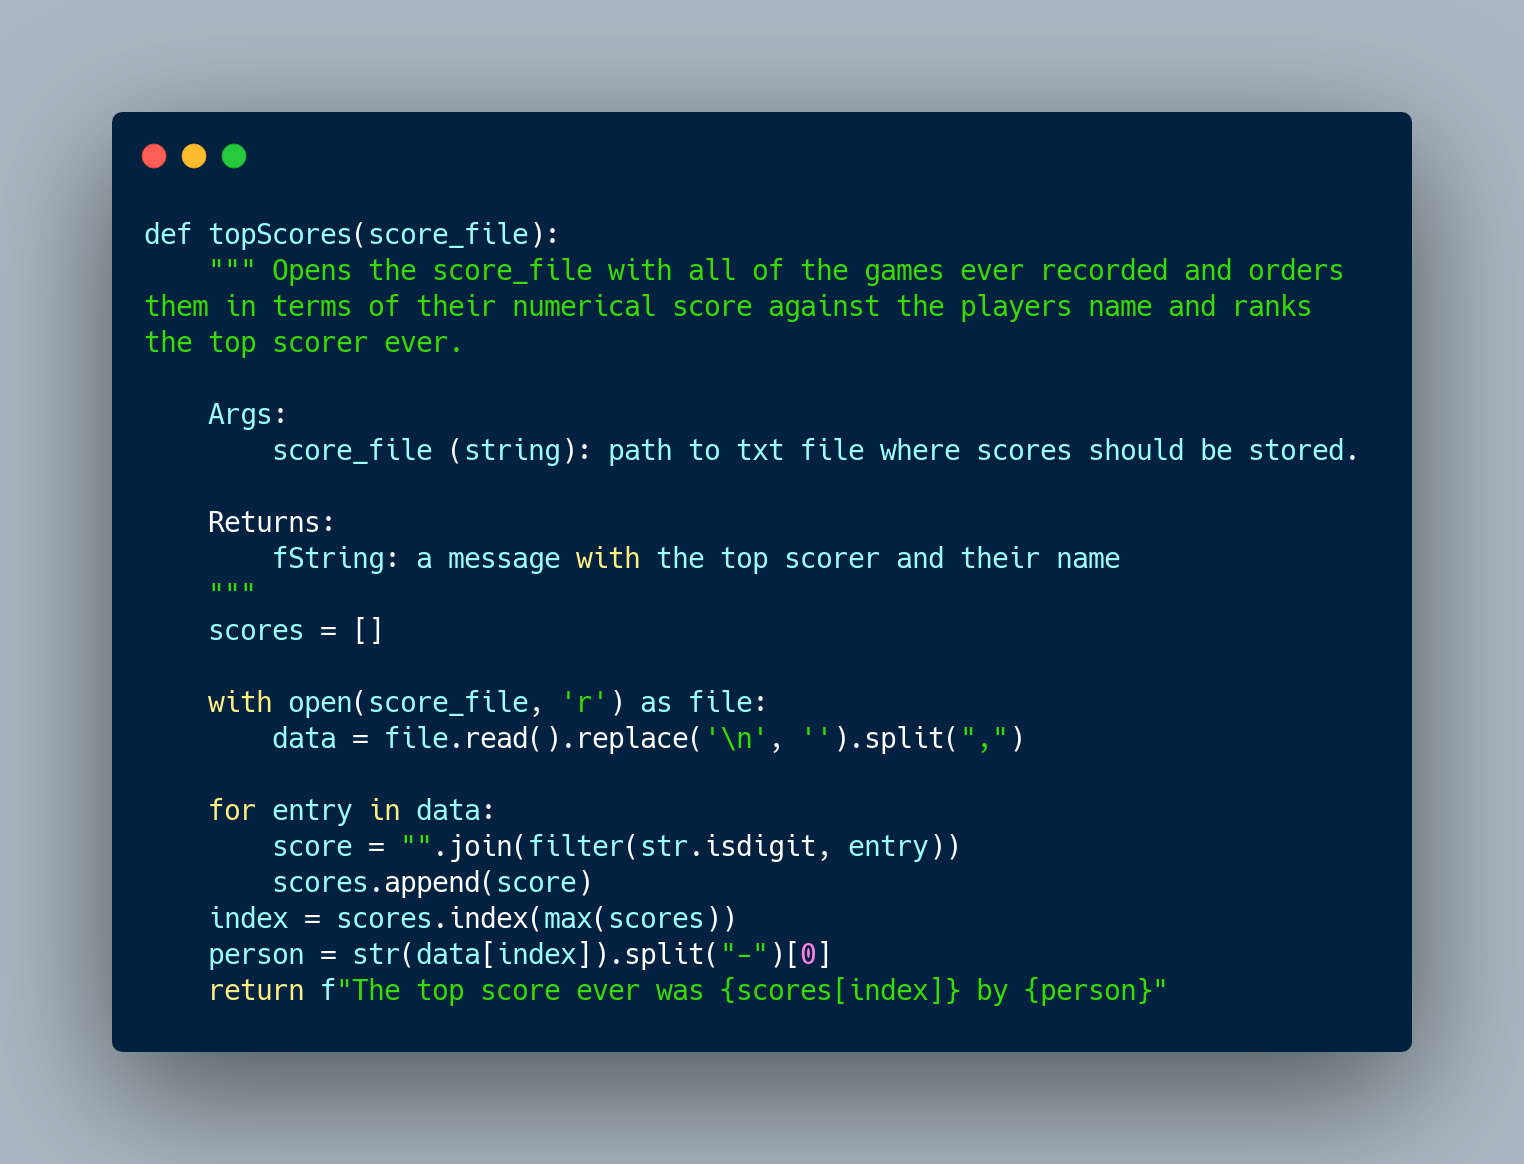 def topScores(score_file):
    """ Opens the score_file with all of the games ever recorded and orders
them in terms of their numerical score against the players name and ranks
the top scorer ever.

    Args:
        score_file (string): path to txt file where scores should be stored.

    Returns:
        fString: a message with the top scorer and their name
    """
    scores = []

    with open(score_file, 'r') as file:
        data = file.read().replace('\n', '').split(",")

    for entry in data:
        score = "".join(filter(str.isdigit, entry))
        scores.append(score)
    index = scores.index(max(scores))
    person = str(data[index]).split("-")[0]
    return f"The top score ever was {scores[index]} by {person}"